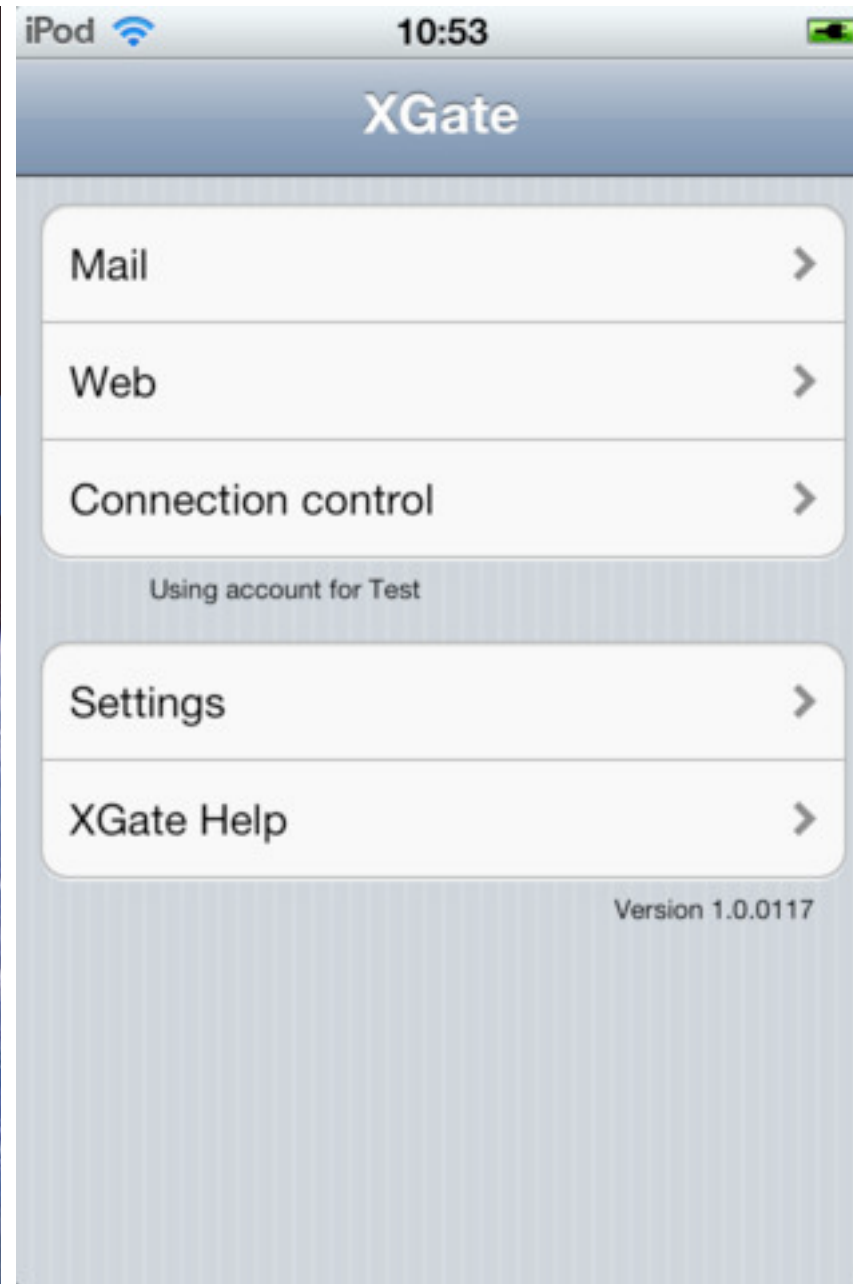 iPod 10:53
XGate
Mail
Web
Connection control
Using account for Test
Settings
XGate Help
Version 1.0.0117